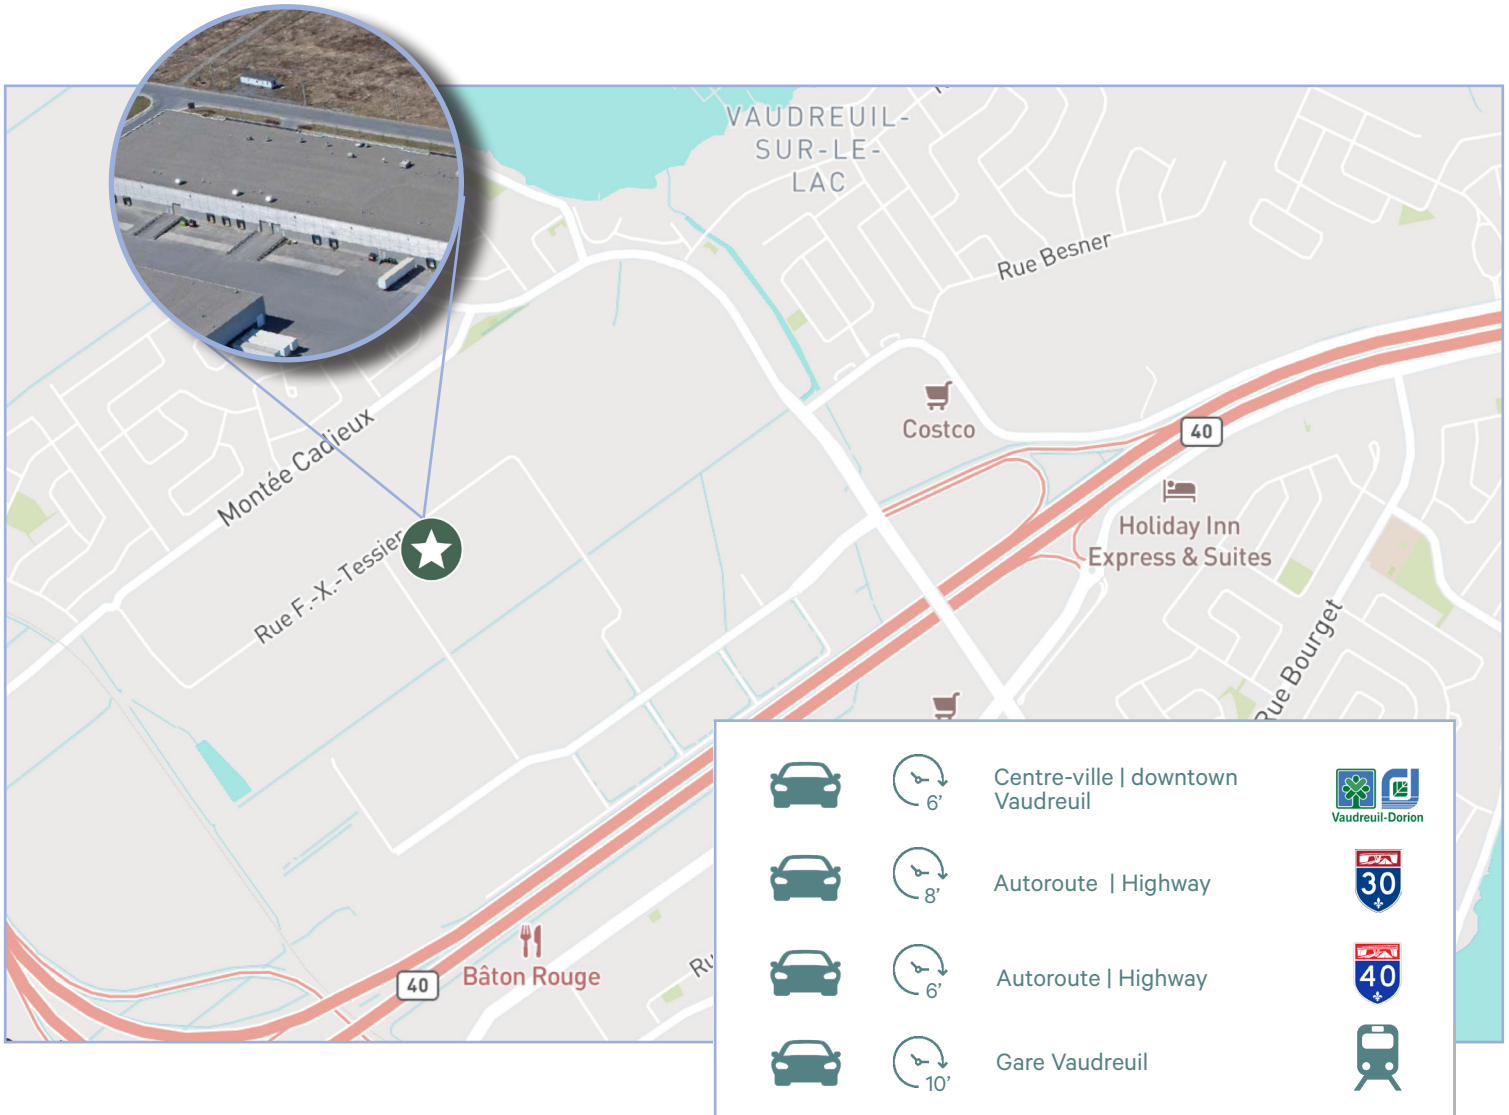 VAUDREUIL-
SUR-LE-
LAC
Rue Besner
Costco
40
Montée Cadieux
Holiday Inn
Express & Suites
Rue F.-X.-Tessier
Rue Bourget
Bâton Rouge
40
6’
Centre-ville | downtown
Vaudreuil
Vaudreuil-Dorion
8’
Autoroute | Highway
30
6’
Autoroute | Highway
40
10’
Gare Vaudreuil